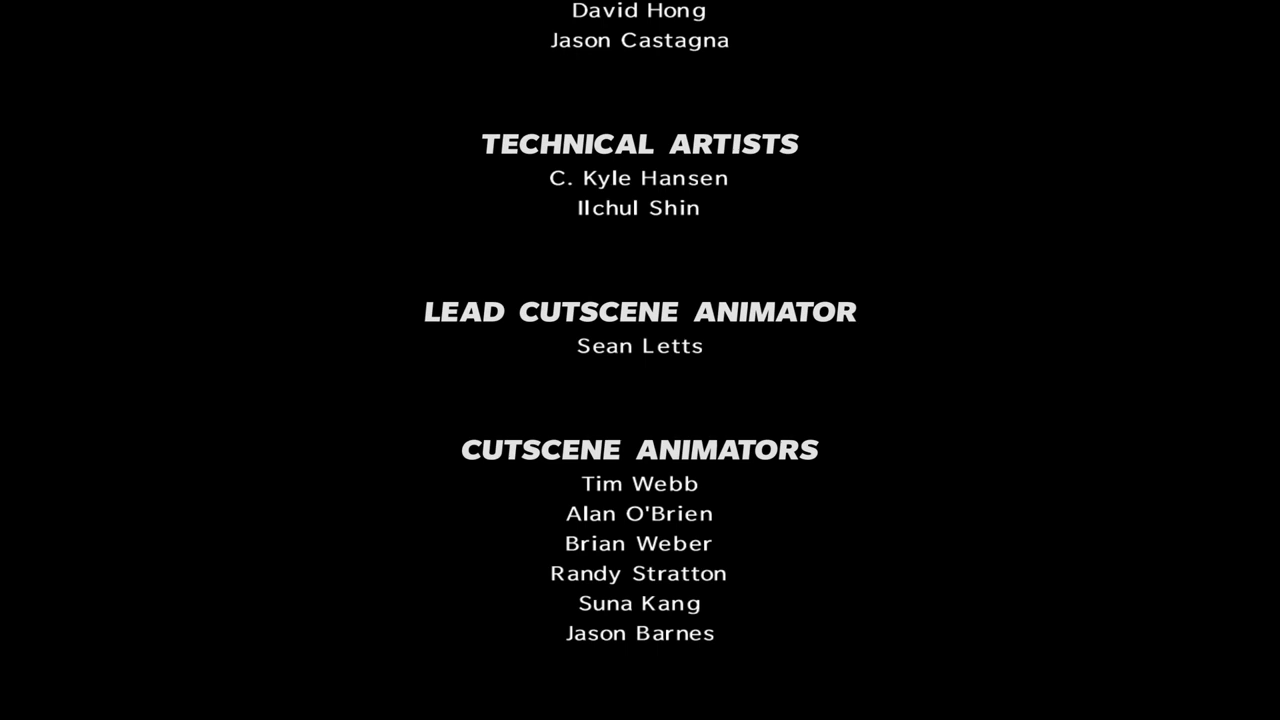 David Hong
Jason Castagna
TECHNICAL ARTISTS
C. Kyle Hansen
Ilchul Shin
LEAD CUTSCENE ANIMATOR
Sean Letts
CUTSCENE ANIMATORS
Tim Webb
Alan O'Brien
Brian Weber
Randy Stratton
Suna Kang
Jason Barnes